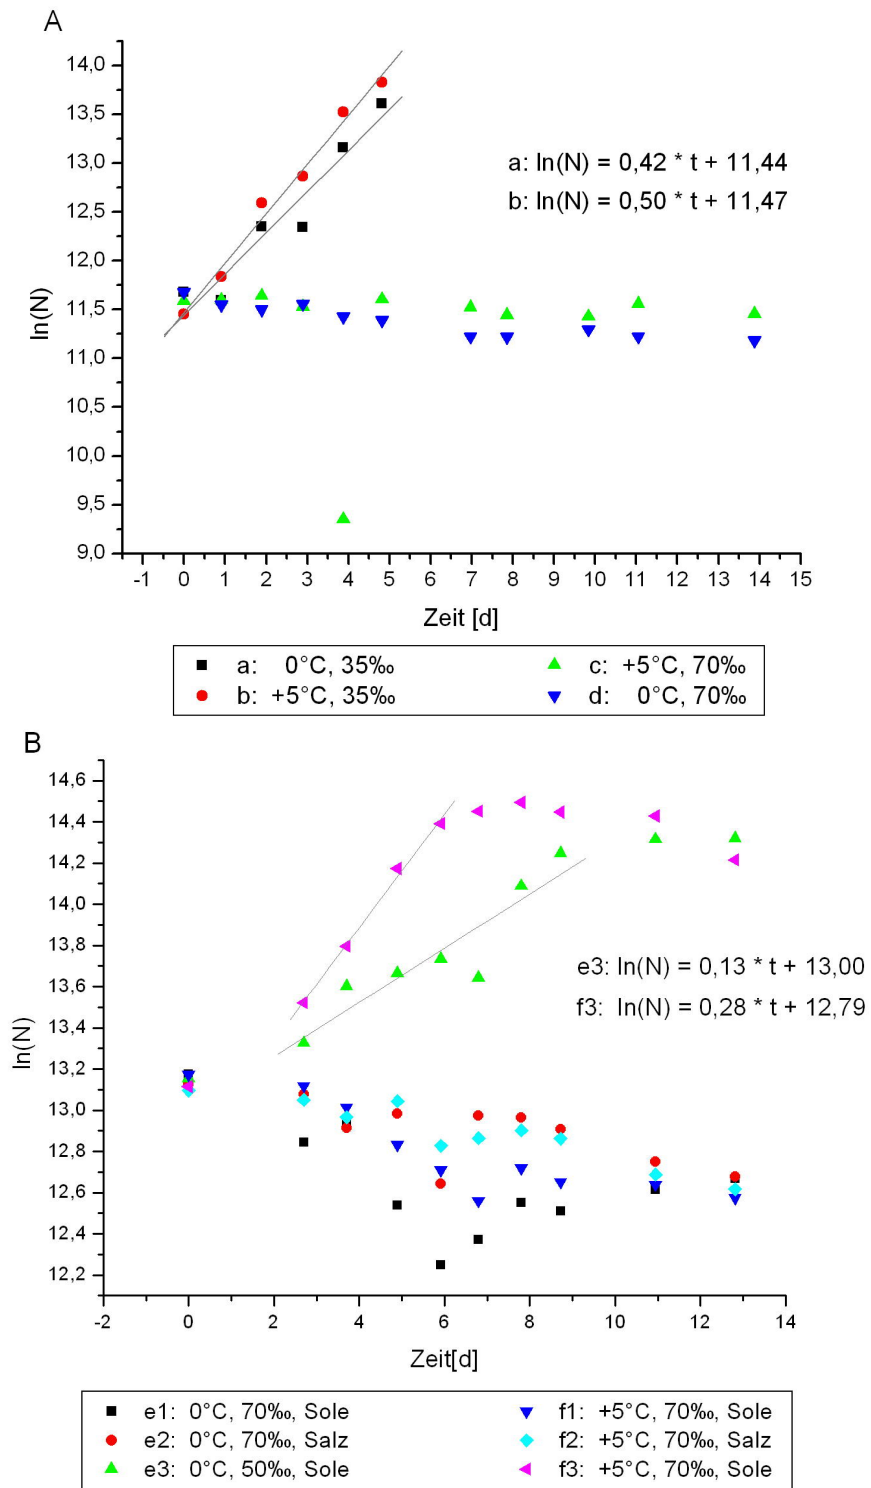 A
14,0
13,5
13,0
12,5
12,0
11,5
11,0
10,5
10,0
9,5
9,0
ln(N)
a: ln(N) = 0,42 * t + 11,44
b: ln(N) = 0,50 * t + 11,47
-1 0 1 2 3 4 5 6 7 8 9 10 11 12 13 14 15
Zeit [d]
a: 0°C, 35‰ c: +5°C, 70‰
b: +5°C, 35‰ d: 0°C, 70‰
B
14,6
14,4
14,2
14,0
13,8
13,6
13,4
13,2
13,0
12,8
12,6
12,4
12,2
ln(N)
e3: ln(N) = 0,13 * t + 13,00
f3: ln(N) = 0,28 * t + 12,79
-2 0 2 4 6 8 10 12 14
Zeit[d]
e1: 0°C, 70‰, Sole f1: +5°C, 70‰, Sole
e2: 0°C, 70‰, Salz f2: +5°C, 70‰, Salz
e3: 0°C, 50‰, Sole f3: +5°C, 70‰, Sole